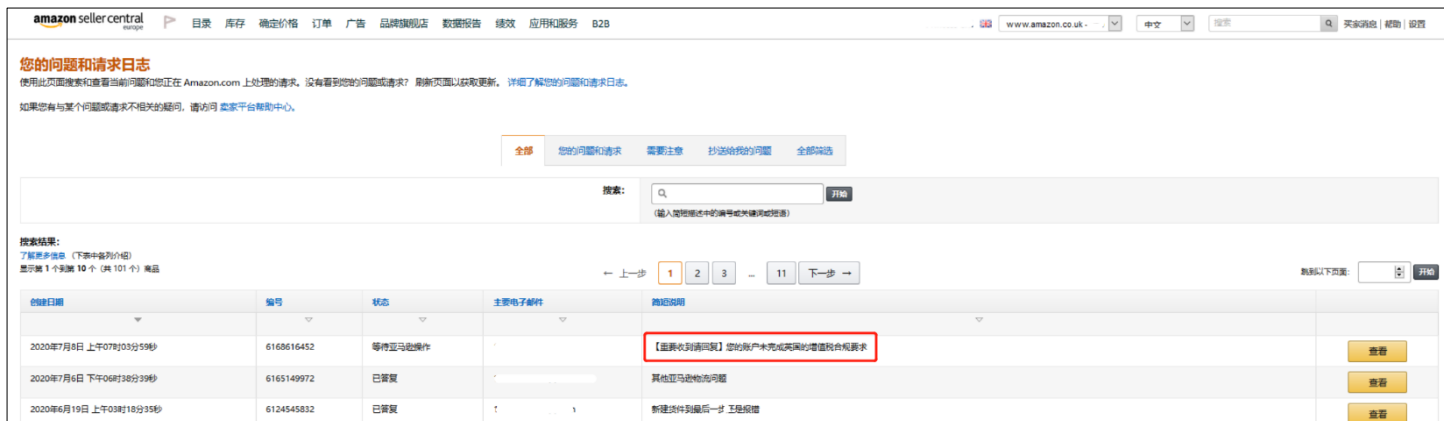 amazon seller central
europe
目录 库存 确定价格 订单 广告 品牌旗舰店 数据报告 绩效 应用和服务 B2B
www.amazon.co.uk - 中文 搜索 买家消息 | 帮助 | 设置
您的问题和请求日志
使用此页面搜索和查看当前问题和您正在 Amazon.com 上处理的请求。没有看到您的问题或请求? 刷新页面以获取更新。 详细了解您的问题和请求日志。
如果您有与某个问题或请求不相关的疑问, 请访问 卖家平台帮助中心。
全部 您的问题和请求 需要注意 抄送给我的问题 全部筛选
搜索: 开始
(输入简短描述中的编号或关键词或短语)
搜索结果:
了解更多信息 (下表中各列介绍)
显示第 1 个到第 10 个 (共 101 个) 商品
← 上一步 1 2 3 ... 11 下一步 → 跳到以下页面: 开始
创建日期 编号 状态 主要电子邮件 简短说明
2020年7月8日 上午07时03分59秒 6168616452 等待亚马逊操作 【重要收到请回复】您的账户未完成英国的增值税合规要求 查看
2020年7月6日 下午06时38分39秒 6165149972 已答复 其他亚马逊物流问题 查看
2020年6月19日 上午03时18分35秒 6124545832 已答复 新建货件到最后一步 正是报错 查看